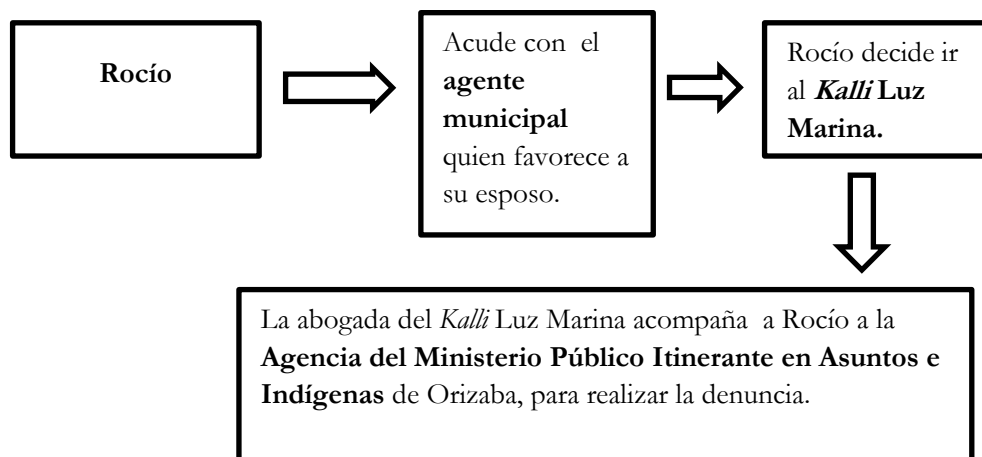 Rocío
Acude con el
agente
municipal
quien favorece a
su esposo.
Rocío decide ir
al Kalli Luz
Marina.
La abogada del Kalli Luz Marina acompaña a Rocío a la
Agencia del Ministerio Público Itinerante en Asuntos e
Indígenas de Orizaba, para realizar la denuncia.